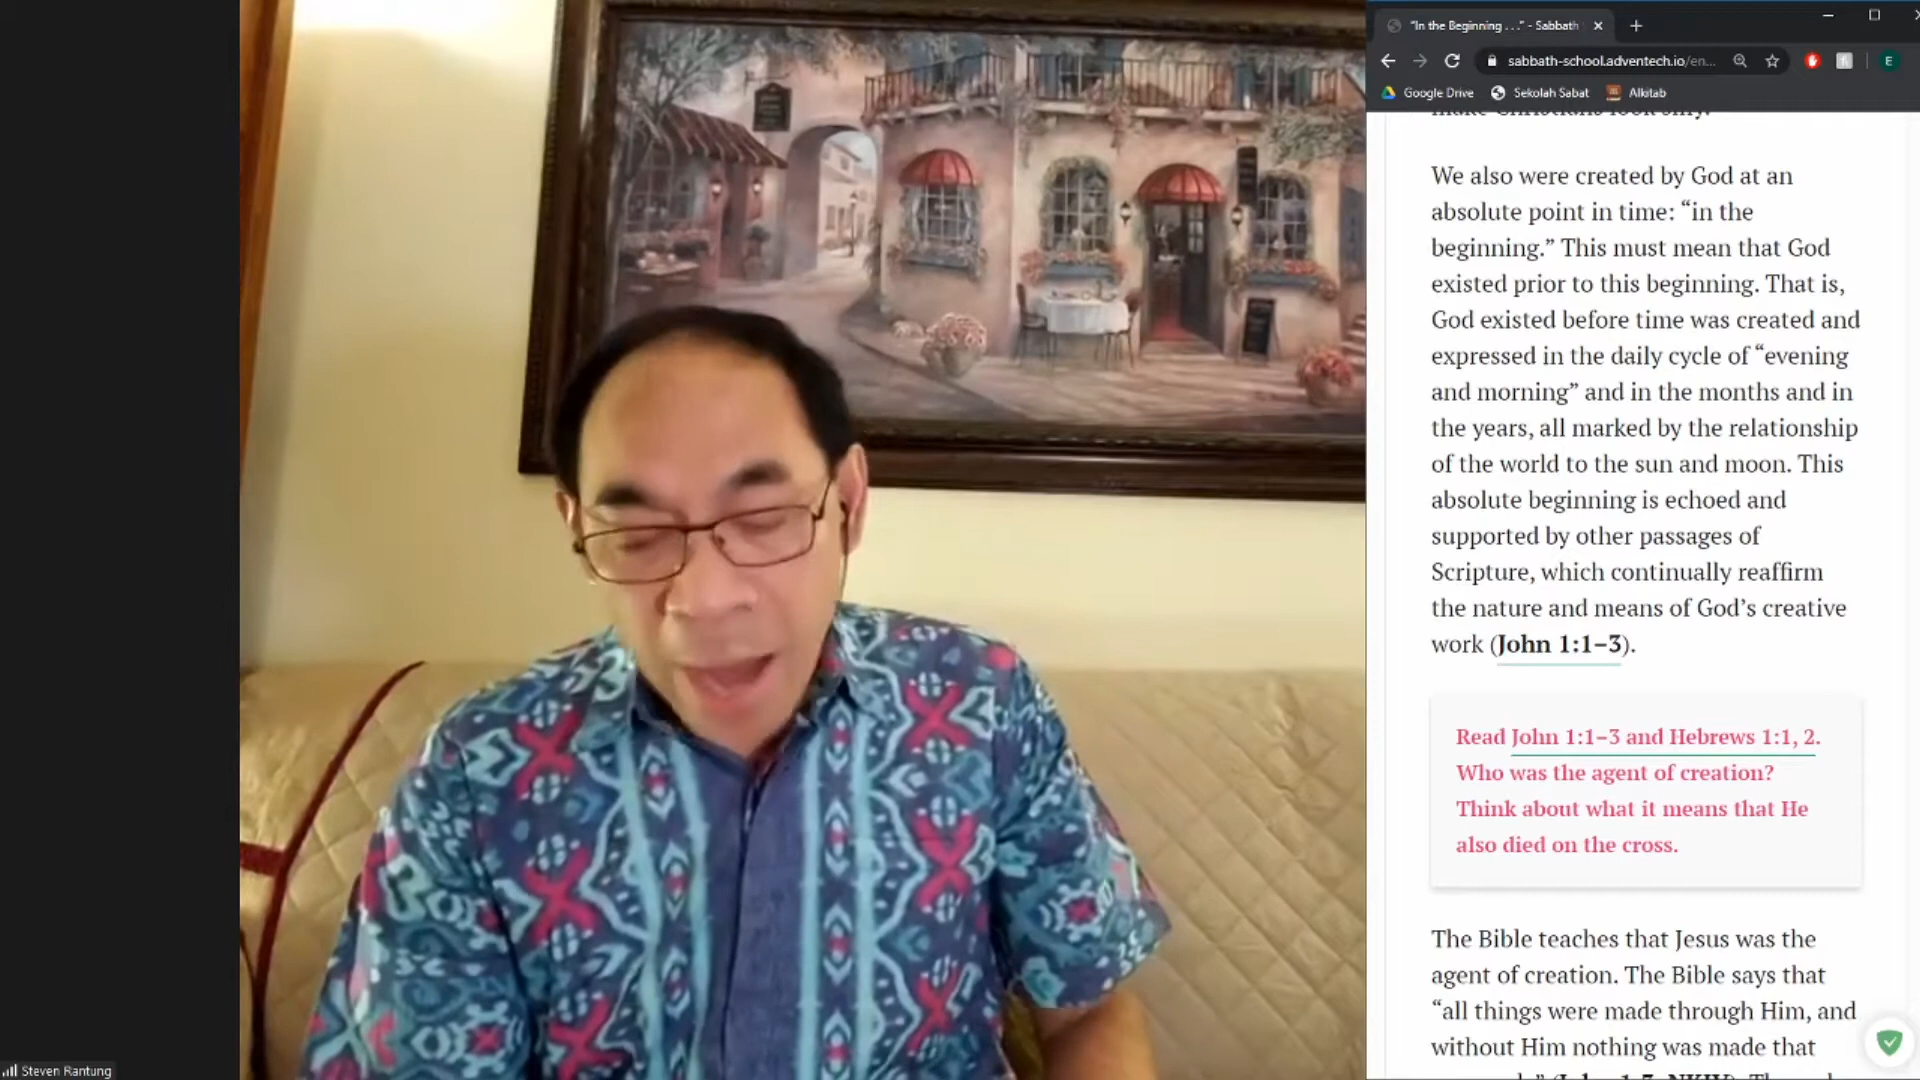 "In the Beginning . . ." - Sabbath
sabbath-school.adventech.io/en...
E
Google Drive
Sekolah Sabat
Alkitab
make Christians look silly.
We also were created by God at an
absolute point in time: “in the
beginning.” This must mean that God
existed prior to this beginning. That is,
God existed before time was created and
expressed in the daily cycle of “evening
and morning” and in the months and in
the years, all marked by the relationship
of the world to the sun and moon. This
absolute beginning is echoed and
supported by other passages of
Scripture, which continually reaffirm
the nature and means of God’s creative
work (John 1:1–3).
Read John 1:1–3 and Hebrews 1:1, 2.
Who was the agent of creation?
Think about what it means that He
also died on the cross.
The Bible teaches that Jesus was the
agent of creation. The Bible says that
“all things were made through Him, and
without Him nothing was made that
Steven Rantung